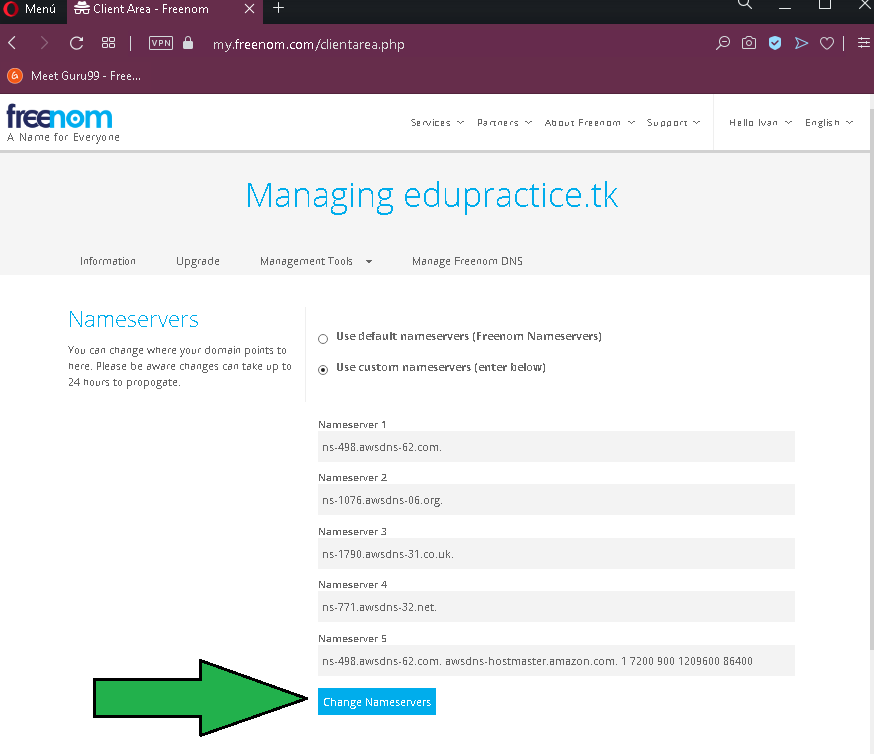 Menú
Client Area - Freenom
VPN
my.freenom.com/clientarea.php
G Meet Guru99 - Free...
freenom
A Name for Everyone
Services Partners About Freenom Support Hello Ivan English
Managing edupractice.tk
Information Upgrade Management Tools Manage Freenom DNS
Nameservers
You can change where your domain points to
here. Please be aware changes can take up to
24 hours to propogate.
Use default nameservers (Freenom Nameservers)
Use custom nameservers (enter below)
Nameserver 1
ns-498.awsdns-62.com.
Nameserver 2
ns-1076.awsdns-06.org.
Nameserver 3
ns-1790.awsdns-31.co.uk.
Nameserver 4
ns-771.awsdns-32.net.
Nameserver 5
ns-498.awsdns-62.com. awsdns-hostmaster.amazon.com. 1 7200 900 1209600 86400
Change Nameservers